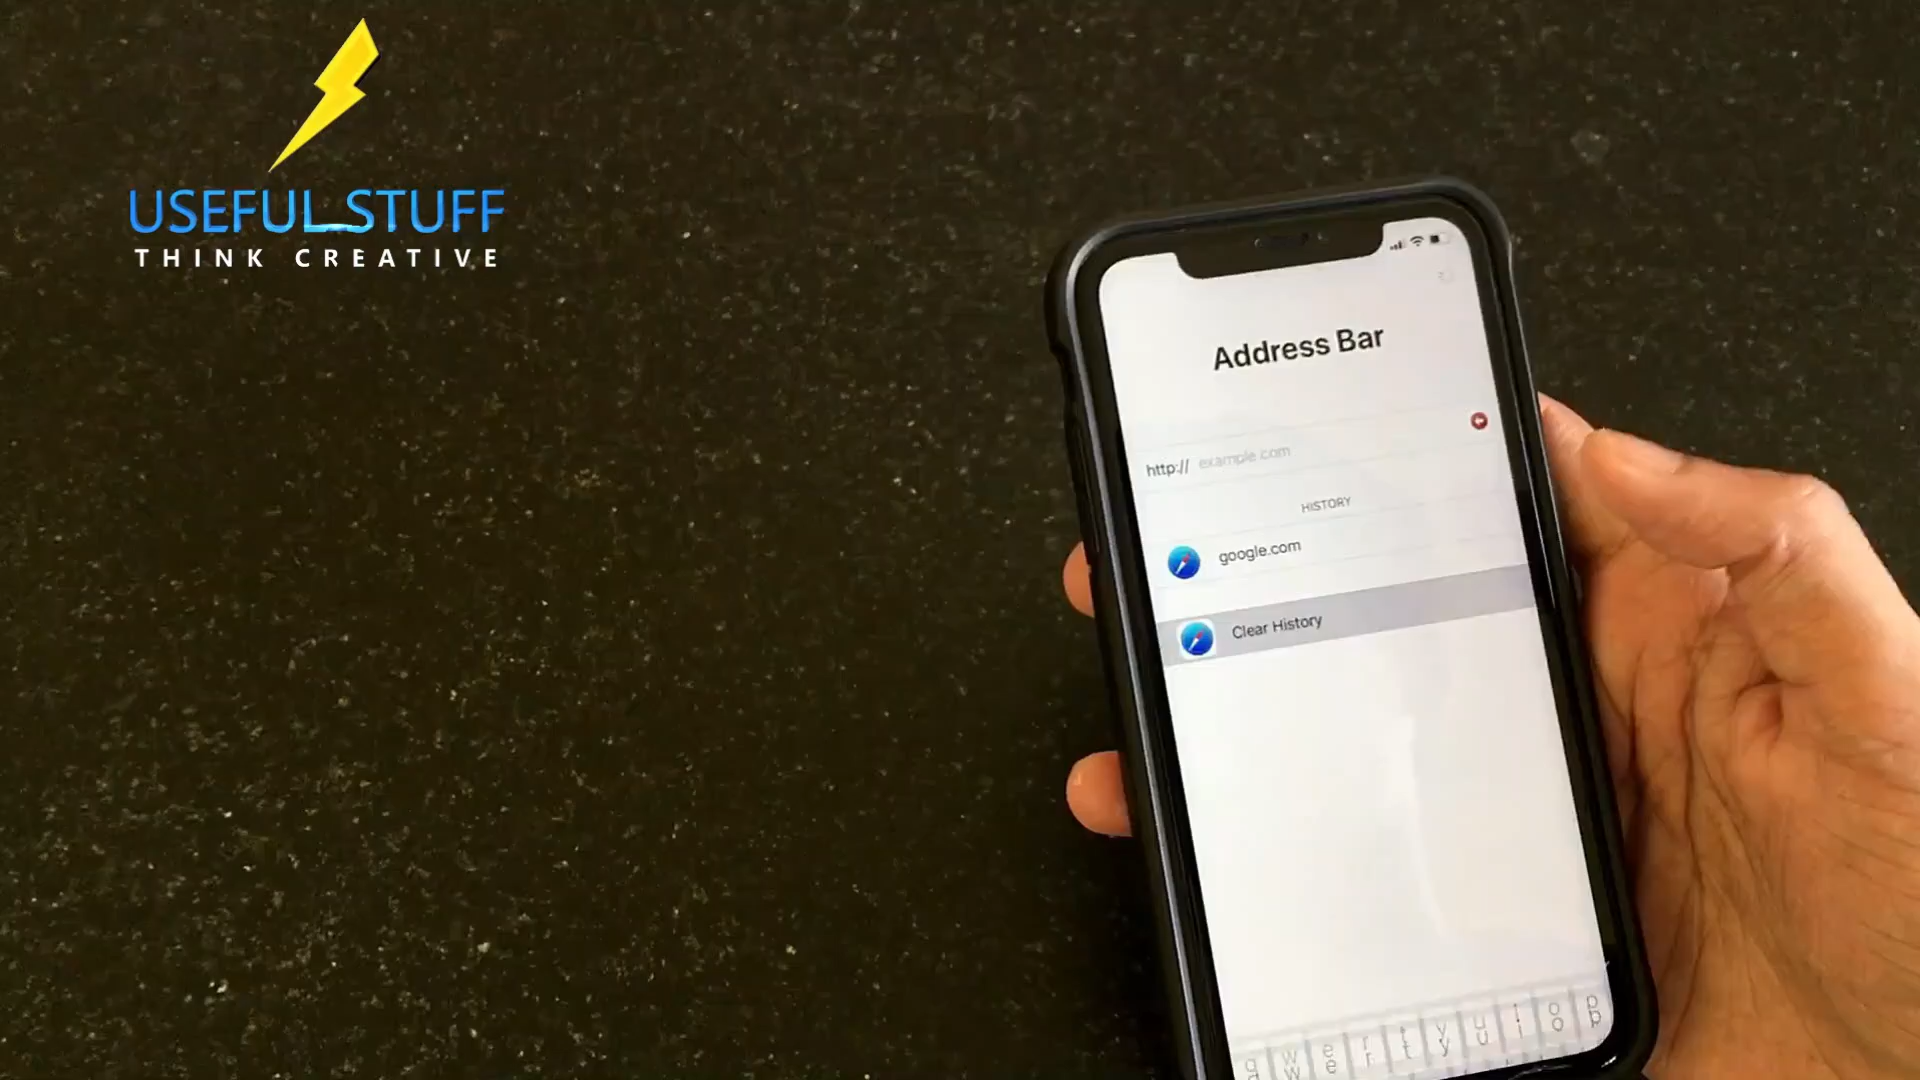 USEFUL STUFF
THINK CREATIVE
Address Bar
http:// example.com
HISTORY
google.com
Clear History
q w e r t y u i o p